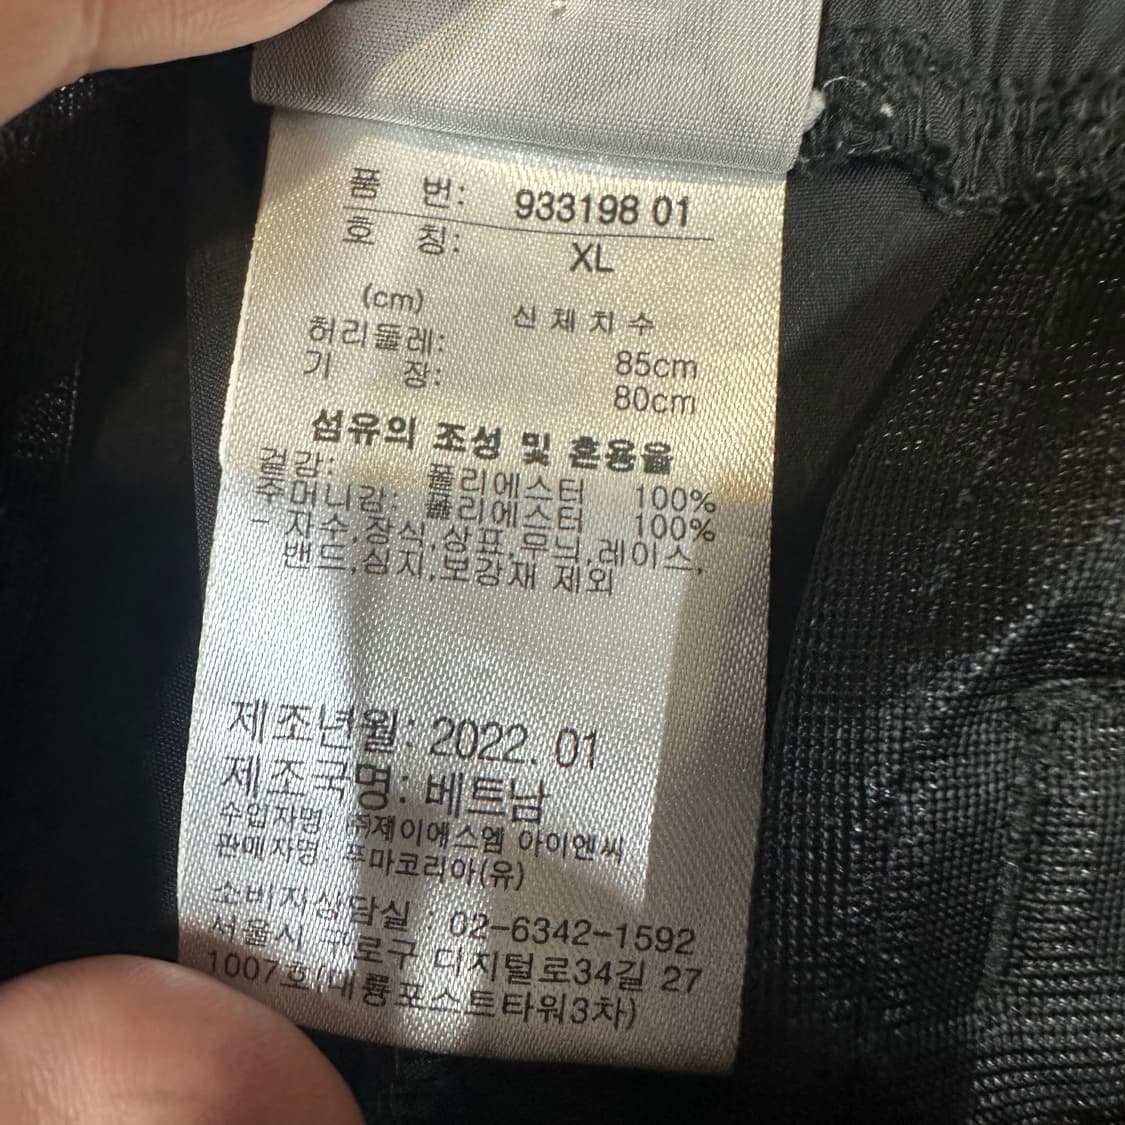 품 번: 933198 01
호 칭: XL
(cm) 신체치수
허리둘레: 85cm
기 장: 80cm
섬유의 조성 및 혼용율
겉감: 폴리에스터 100%
주머니감: 폴리에스터 100%
- 자수,장식,상표,무늬,레이스,
밴드,심지,보강재 제외
제조년월: 2022. 01
제조국명: 베트남
수입자명: (주)제이에스엠 아이엔씨
판매자명: 푸마코리아(유)
소비자상담실 : 02-6342-1592
서울시 구로구 디지털로34길 27
1007호(대륭포스트타워3차)